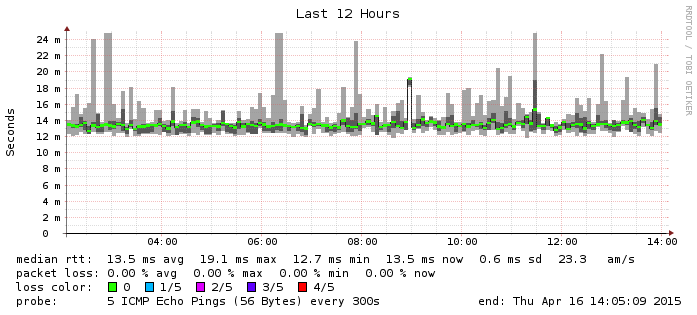 Last 12 Hours
RRDTOOL / TOBI OETIKER
Seconds
24 m
22 m
20 m
18 m
16 m
14 m
12 m
10 m
8 m
6 m
4 m
2 m
0
04:00 06:00 08:00 10:00 12:00 14:00
median rtt: 13.5 ms avg 19.1 ms max 12.7 ms min 13.5 ms now 0.6 ms sd 23.3 am/s
packet loss: 0.00 % avg 0.00 % max 0.00 % min 0.00 % now
loss color: 0 1/5 2/5 3/5 4/5
probe: 5 ICMP Echo Pings (56 Bytes) every 300s end: Thu Apr 16 14:05:09 2015